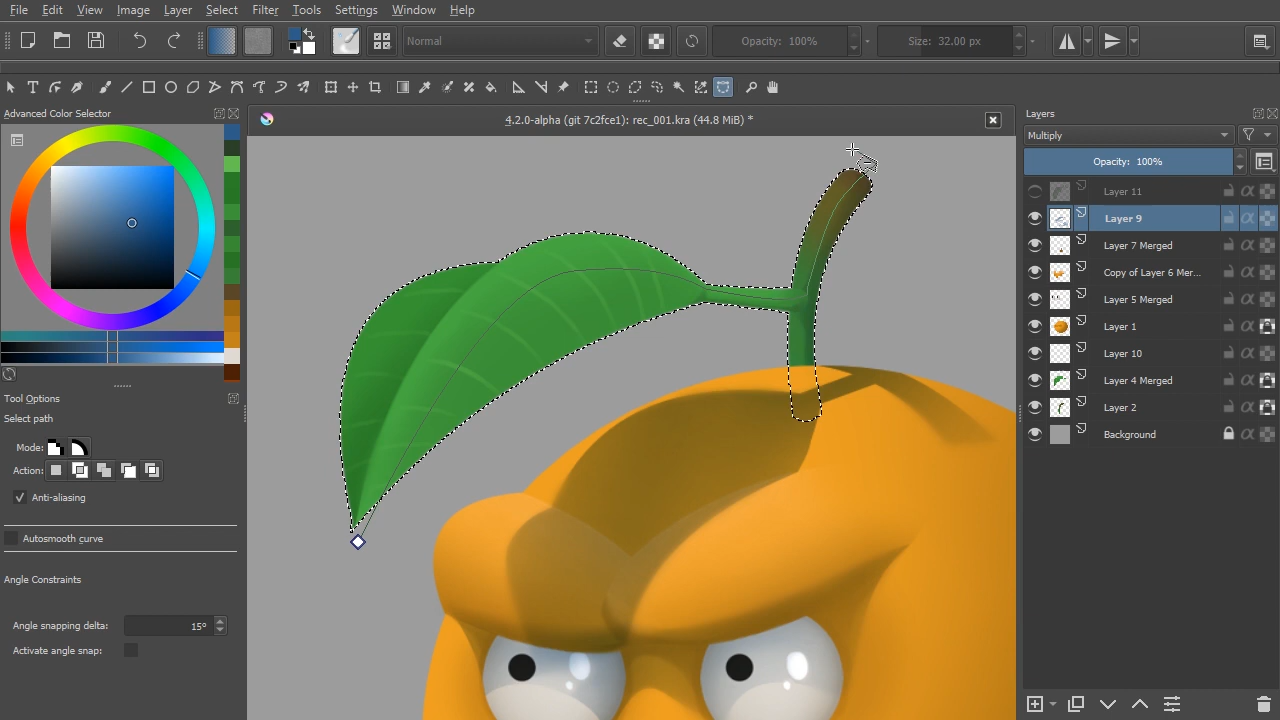 File Edit View Image Layer Select Filter Tools Settings Window Help
Normal Opacity: 100% Size: 32.00 px
Advanced Color Selector
4.2.0-alpha (git 7c2fce1): rec_001.kra (44.8 MiB) *
Layers
Multiply
Opacity: 100%
Layer 11
Layer 9
Layer 7 Merged
Copy of Layer 6 Mer...
Layer 5 Merged
Layer 1
Layer 10
Layer 4 Merged
Layer 2
Background
Tool Options
Select path
Mode:
Action:
Anti-aliasing
Autosmooth curve
Angle Constraints
Angle snapping delta: 15°
Activate angle snap: